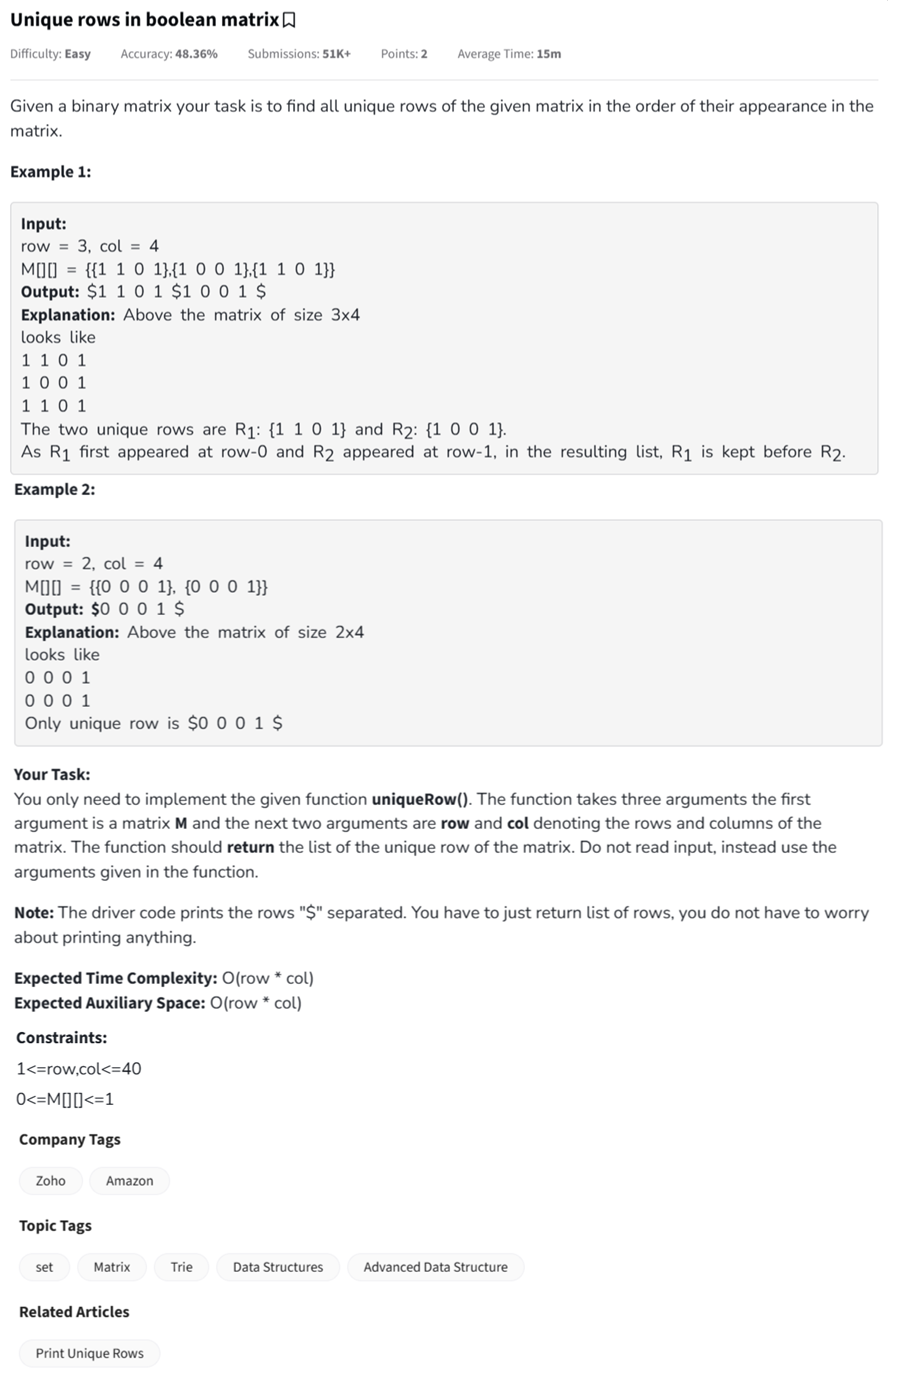 Unique rows in boolean matrix
Difficulty: Easy Accuracy: 48.36% Submissions: 51K+ Points: 2 Average Time: 15m
Given a binary matrix your task is to find all unique rows of the given matrix in the order of their appearance in the
matrix.
Example 1:
Input:
row = 3, col = 4
M[][] = {{1 1 0 1},{1 0 0 1},{1 1 0 1}}
Output: $1 1 0 1 $1 0 0 1 $
Explanation: Above the matrix of size 3x4
looks like
1 1 0 1
1 0 0 1
1 1 0 1
The two unique rows are R1: {1 1 0 1} and R2: {1 0 0 1}.
As R1 first appeared at row-0 and R2 appeared at row-1, in the resulting list, R1 is kept before R2.
Example 2:
Input:
row = 2, col = 4
M[][] = {{0 0 0 1}, {0 0 0 1}}
Output: $0 0 0 1 $
Explanation: Above the matrix of size 2x4
looks like
0 0 0 1
0 0 0 1
Only unique row is $0 0 0 1 $
Your Task:
You only need to implement the given function uniqueRow(). The function takes three arguments the first
argument is a matrix M and the next two arguments are row and col denoting the rows and columns of the
matrix. The function should return the list of the unique row of the matrix. Do not read input, instead use the
arguments given in the function.
Note: The driver code prints the rows "$" separated. You have to just return list of rows, you do not have to worry
about printing anything.
Expected Time Complexity: O(row * col)
Expected Auxiliary Space: O(row * col)
Constraints:
1<=row,col<=40
0<=M[][]<=1
Company Tags
Zoho Amazon
Topic Tags
set Matrix Trie Data Structures Advanced Data Structure
Related Articles
Print Unique Rows